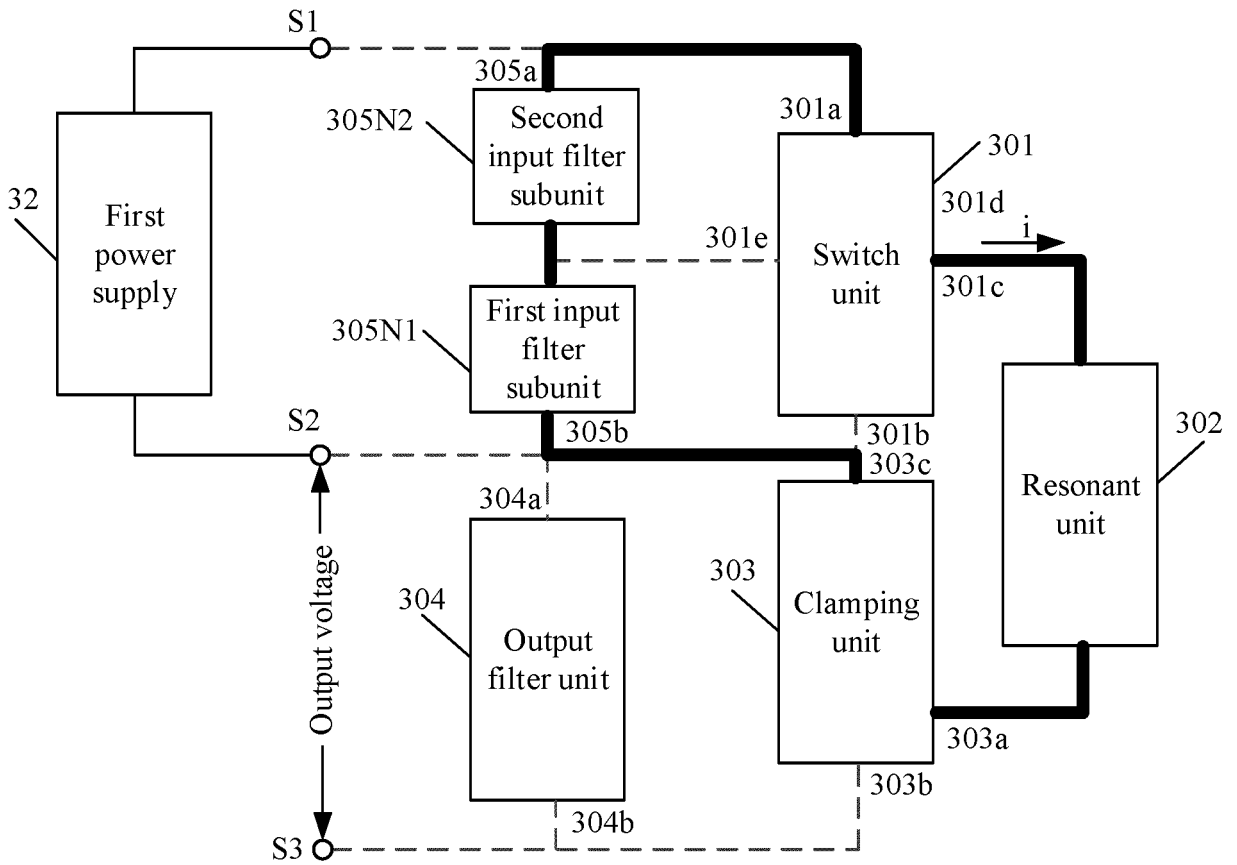 S1
305a
305N2
Second
input filter
subunit
301a
301
32
First
power
supply
301e
Switch
unit
301d
i
301c
305N1
First input
filter
subunit
S2
305b
301b
303c
302
Resonant
unit
304a
304
Output
filter unit
Output voltage
303
Clamping
unit
303a
303b
304b
S3